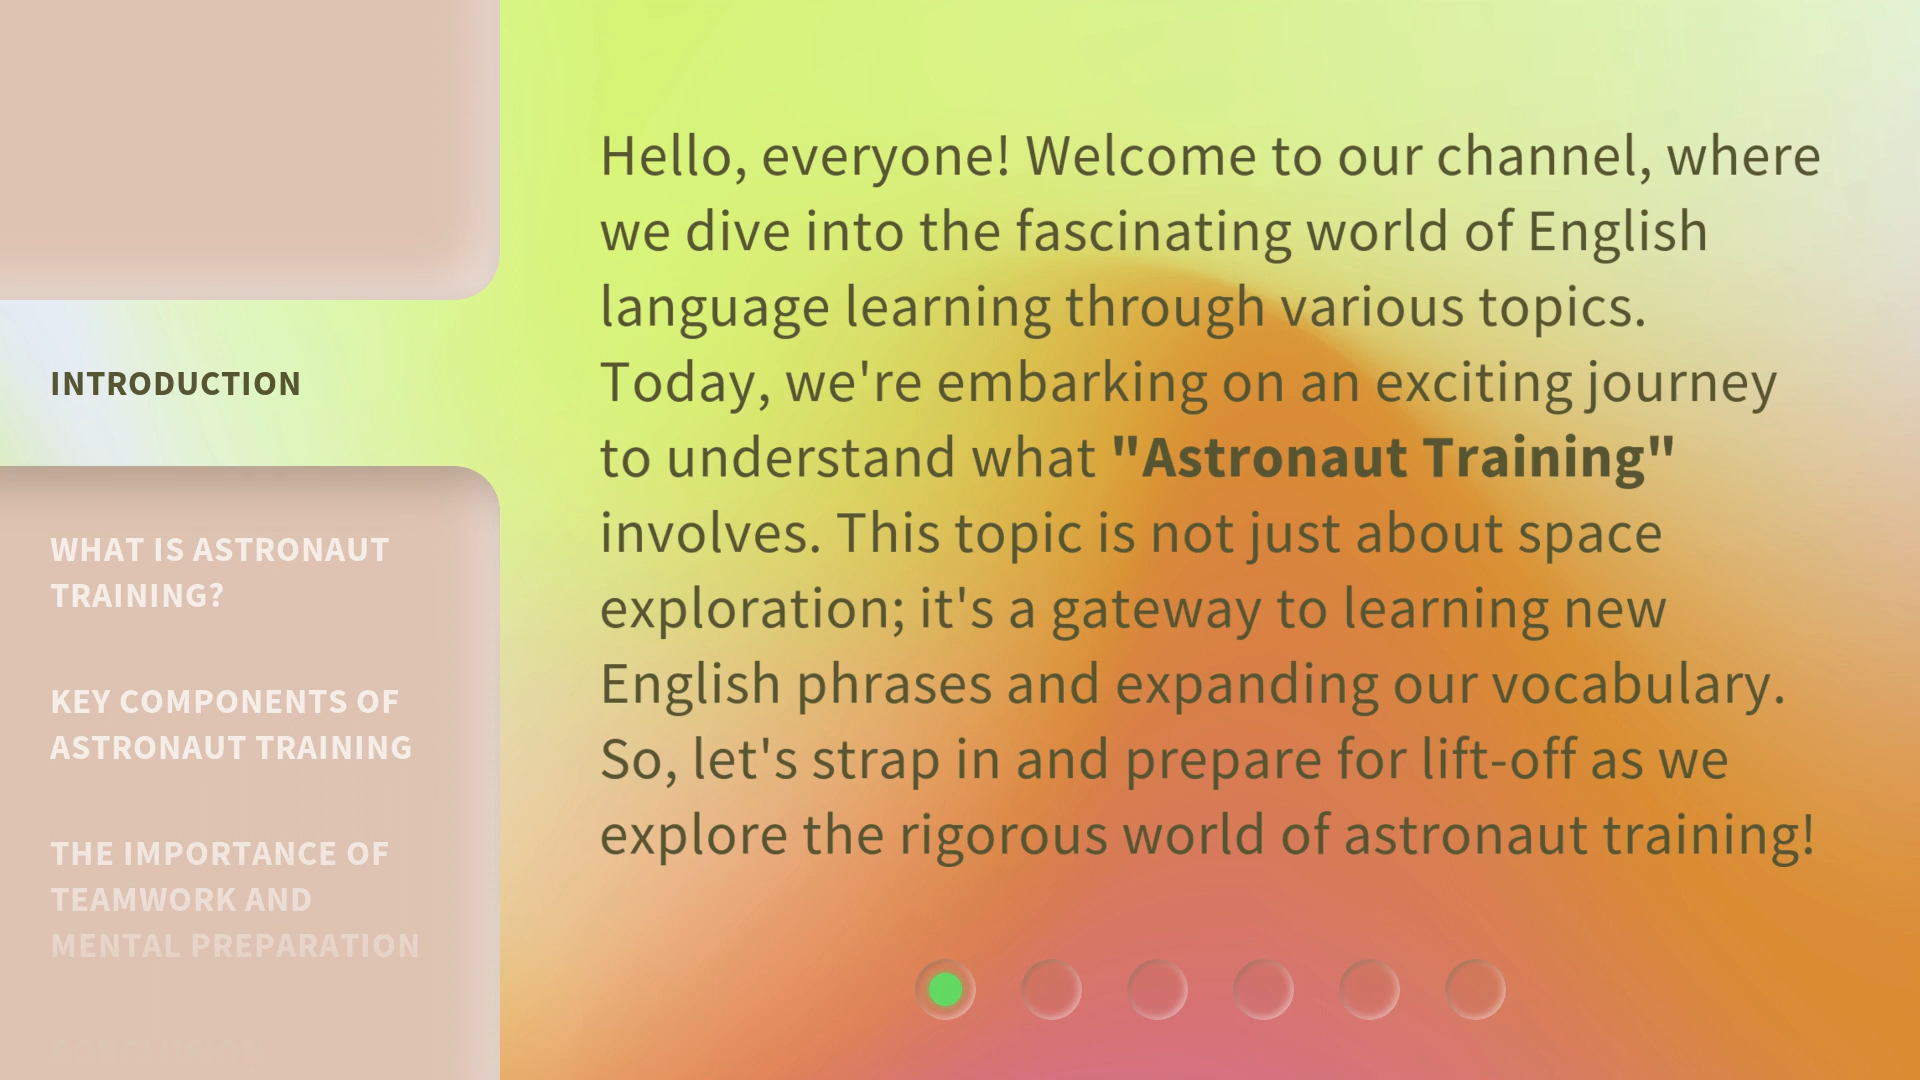 INTRODUCTION
WHAT IS ASTRONAUT
TRAINING?
KEY COMPONENTS OF
ASTRONAUT TRAINING
THE IMPORTANCE OF
TEAMWORK AND
MENTAL PREPARATION
CONCLUSION
Hello, everyone! Welcome to our channel, where
we dive into the fascinating world of English
language learning through various topics.
Today, we're embarking on an exciting journey
to understand what "Astronaut Training"
involves. This topic is not just about space
exploration; it's a gateway to learning new
English phrases and expanding our vocabulary.
So, let's strap in and prepare for lift-off as we
explore the rigorous world of astronaut training!